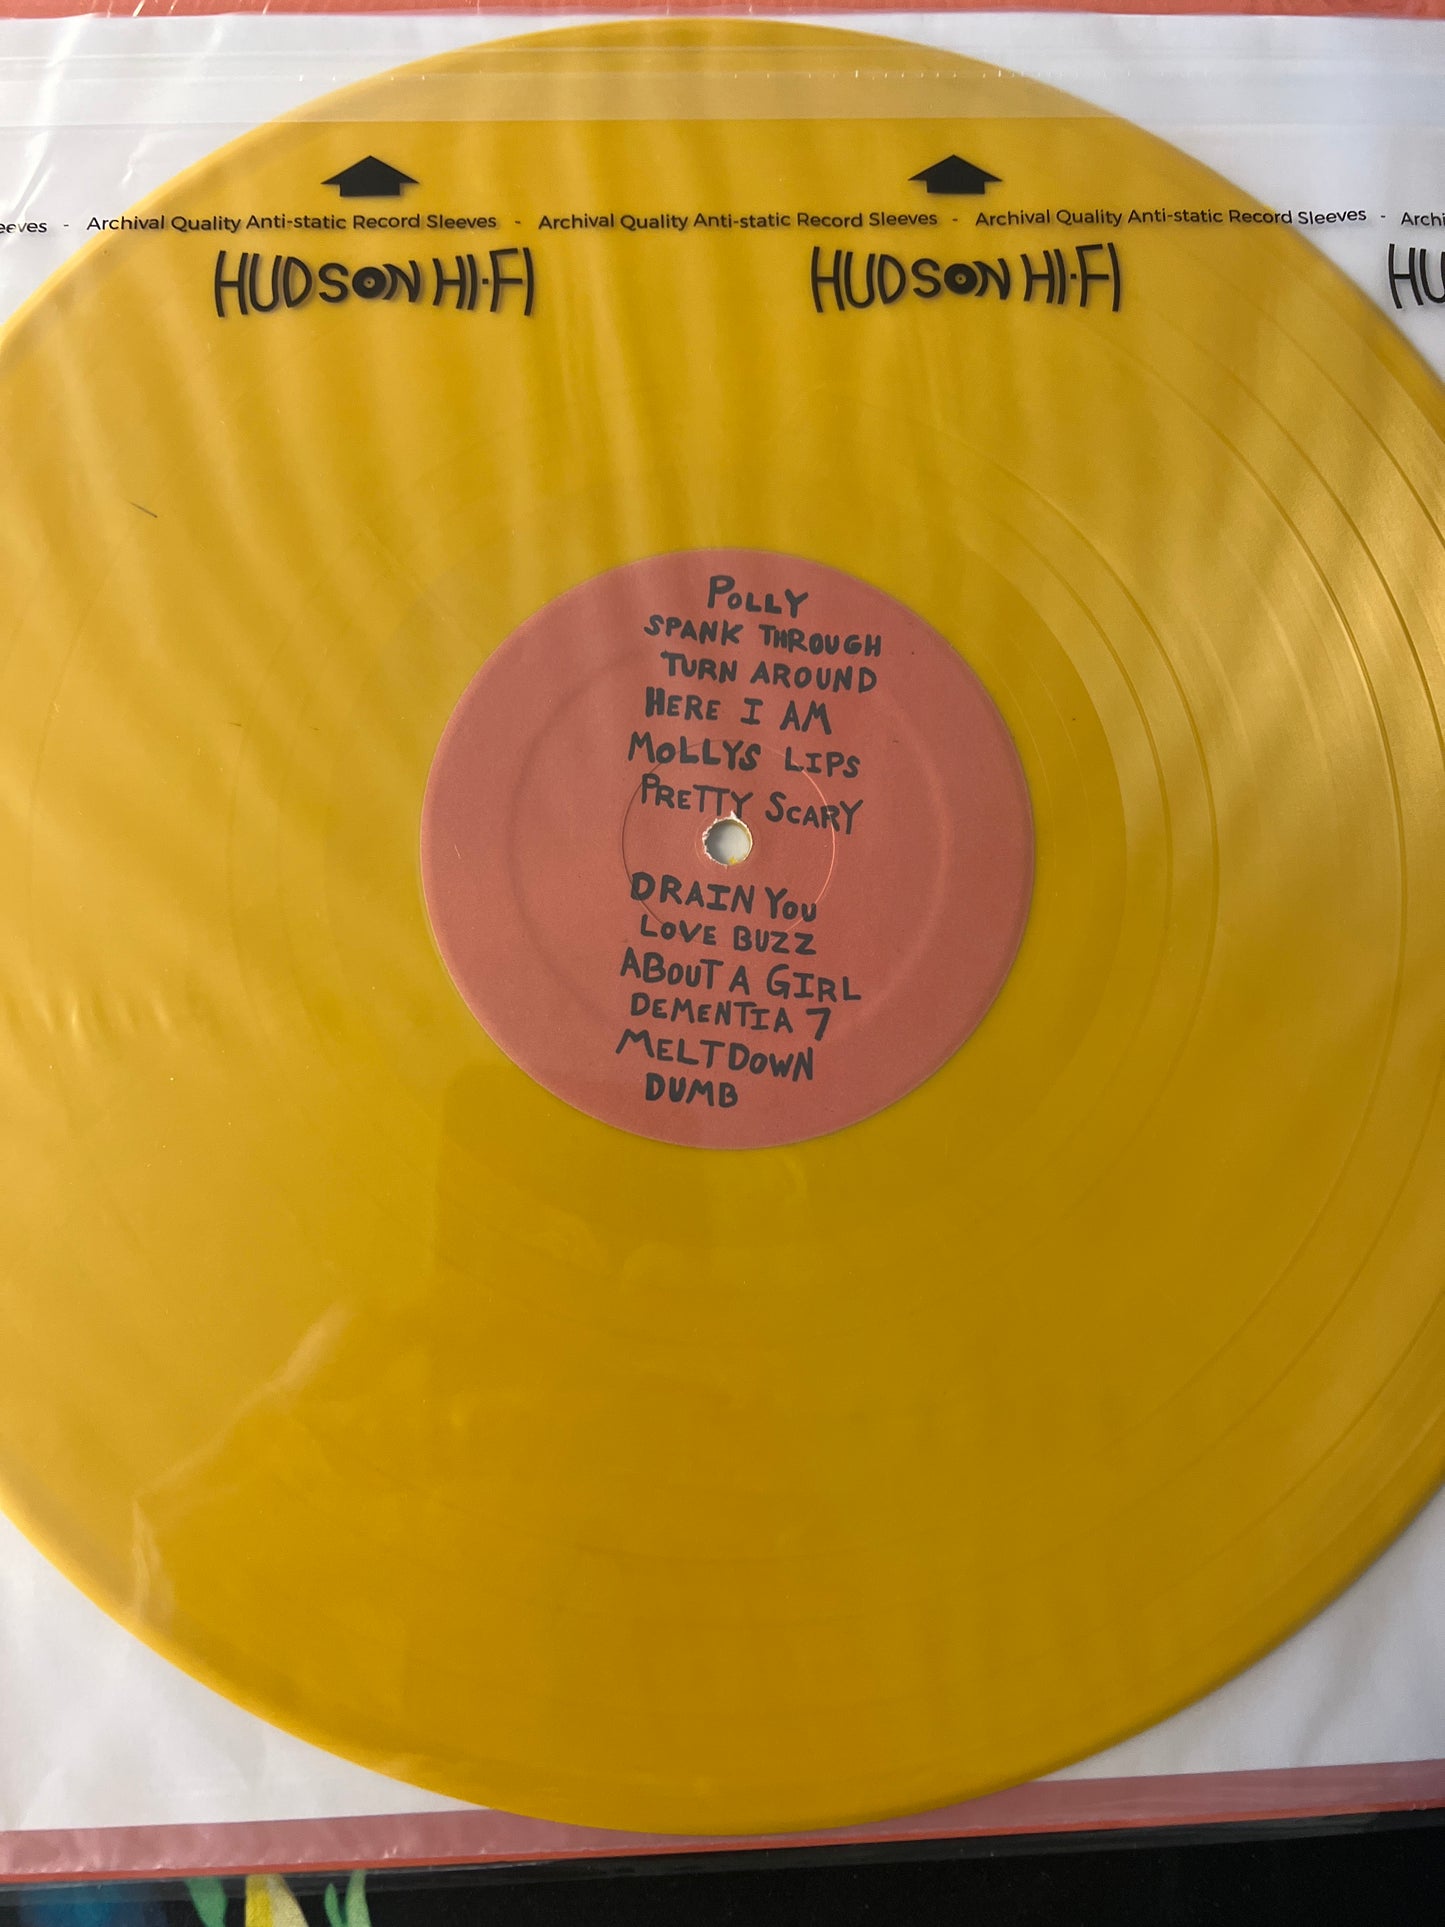 eeves - Archival Quality Anti-static Record Sleeves - Archival Quality Anti-static Record Sleeves - Archival Quality Anti-static Record Sleeves - Archi
HUDSON HI-FI HUDSON HI-FI HU
POLLY
SPANK THROUGH
TURN AROUND
HERE I AM
MOLLYS LIPS
PRETTY SCARY
DRAIN YOU
LOVE BUZZ
ABOUT A GIRL
DEMENTIA 7
MELTDOWN
DUMB